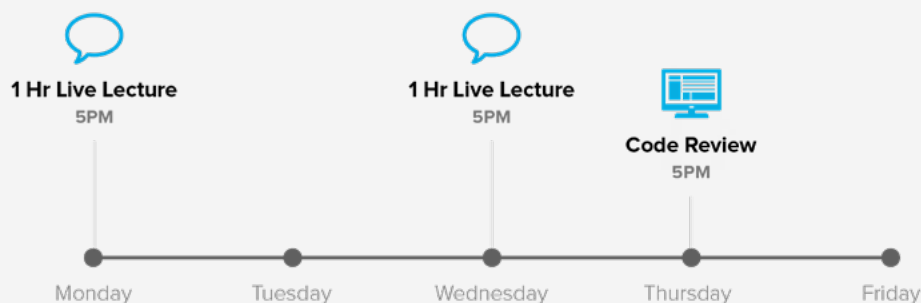 1 Hr Live Lecture
5PM
1 Hr Live Lecture
5PM
Code Review
5PM
Monday
Tuesday
Wednesday
Thursday
Friday